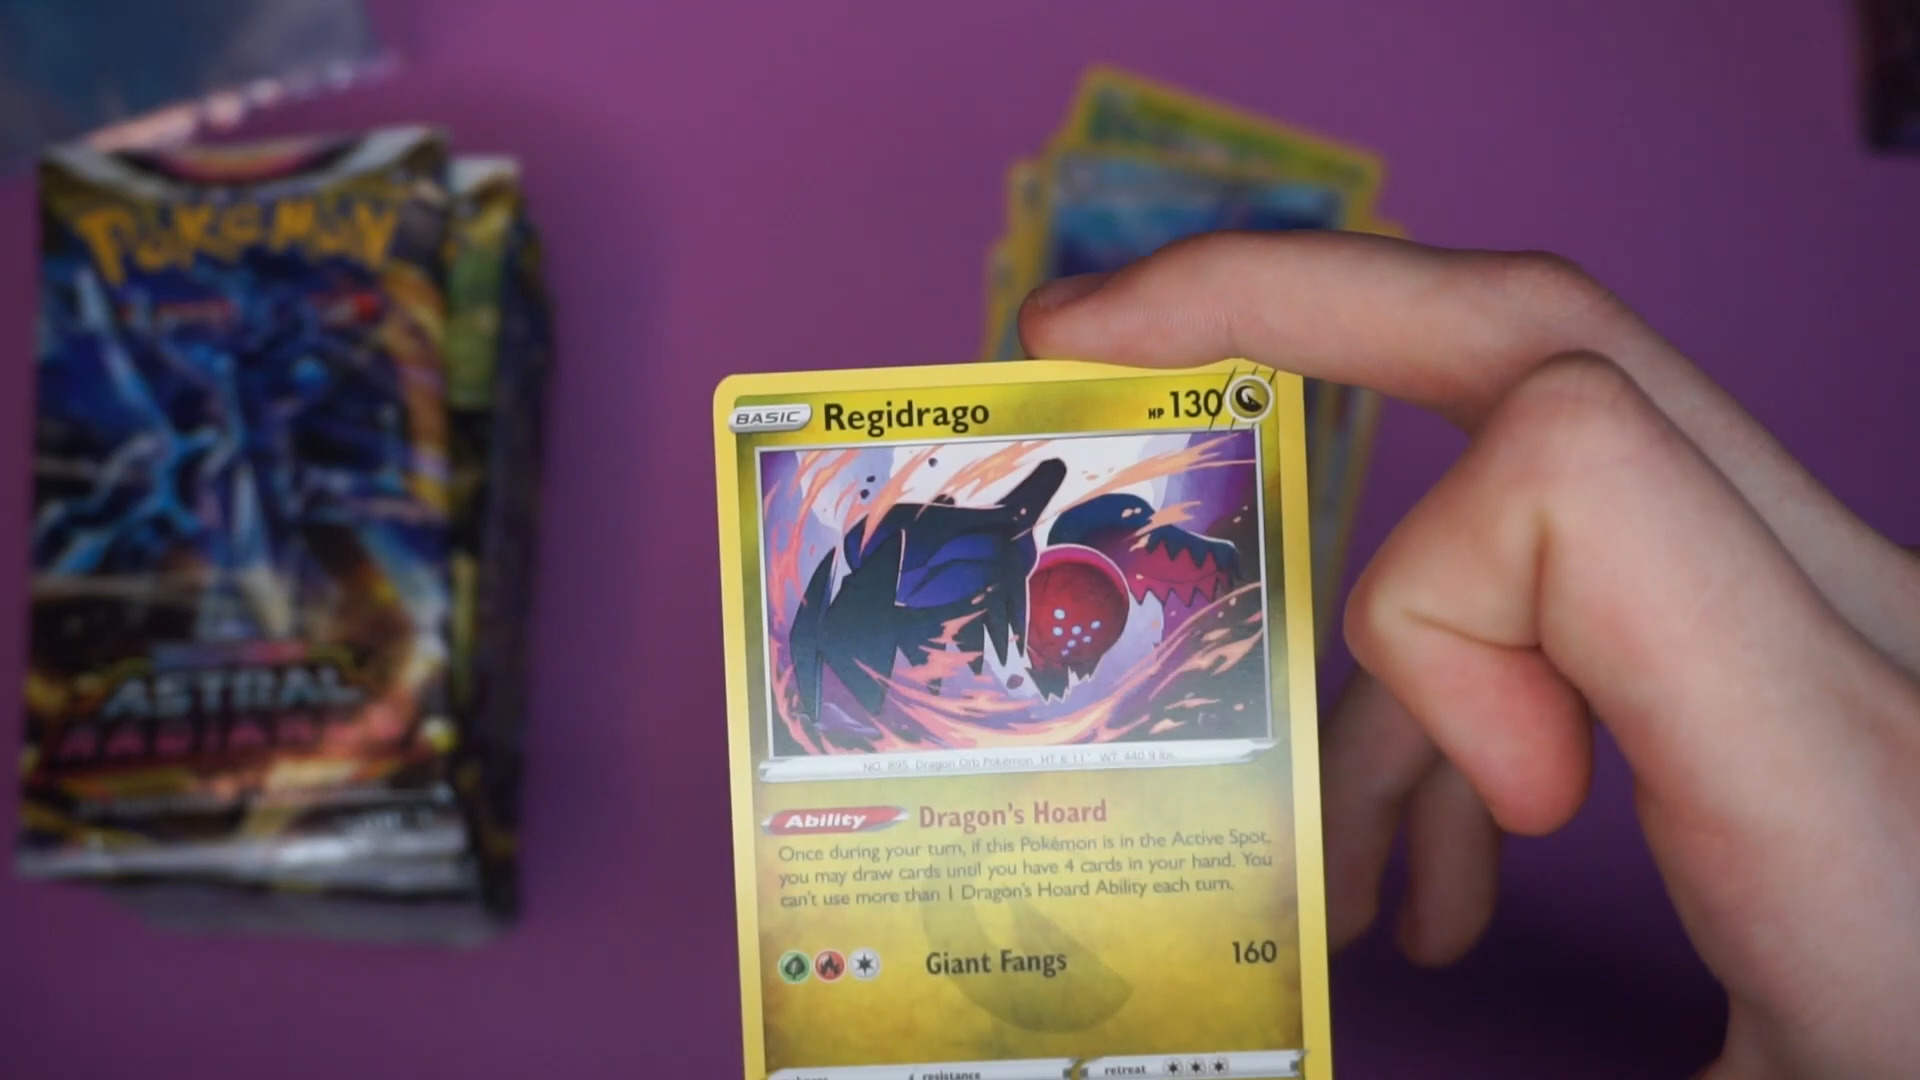 POKéMON
ASTRAL
RADIANCE
BASIC Regidrago HP 130
NO. 895 Dragon Orb Pokémon HT: 6'11" WT: 440.9 lbs.
Ability Dragon's Hoard
Once during your turn, if this Pokémon is in the Active Spot,
you may draw cards until you have 4 cards in your hand. You
can't use more than 1 Dragon's Hoard Ability each turn.
Giant Fangs 160
resistance retreat